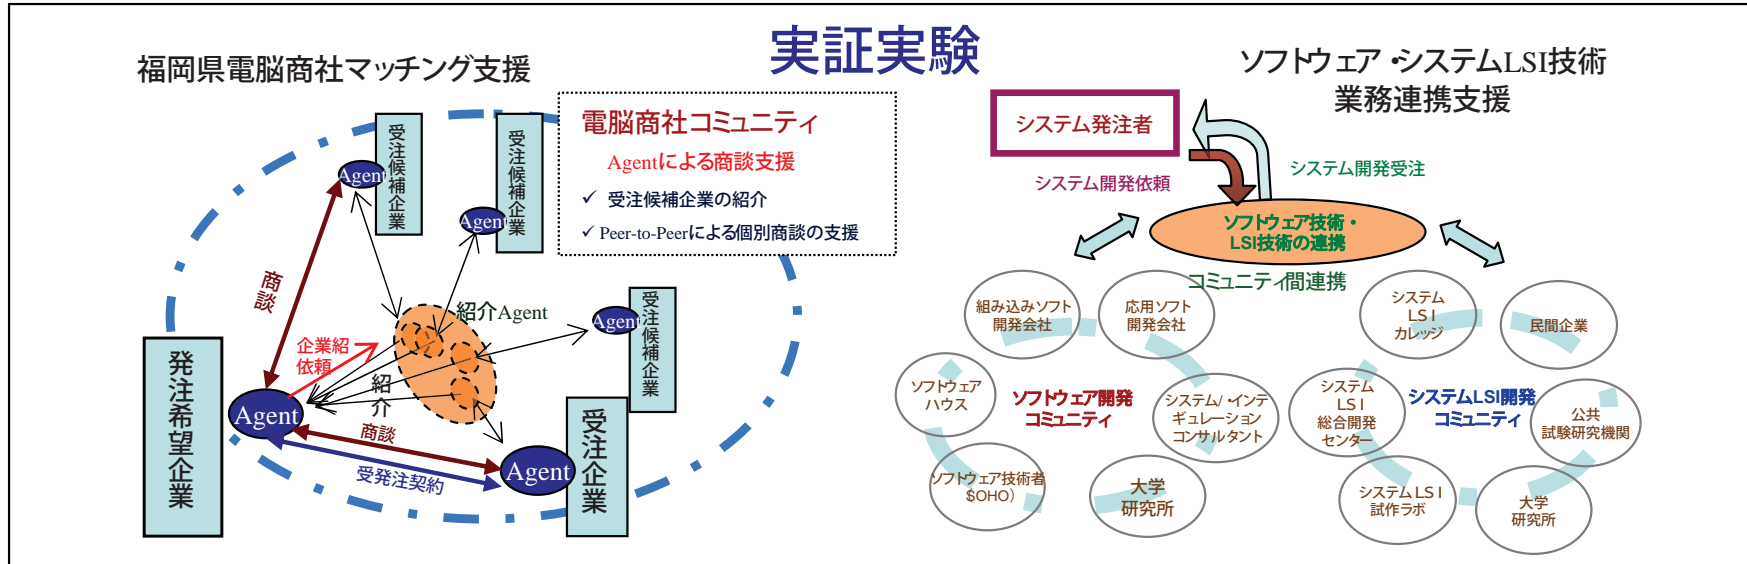 実証実験
福岡県電脳商社マッチング支援
電脳商社コミュニティ
Agentによる商談支援
✓ 受注候補企業の紹介
✓ Peer-to-Peerによる個別商談の支援
受注候補企業
Agent
受注候補企業
Agent
受注候補企業
Agent
商談
紹介Agent
企業紹
依頼
紹介
発注希望企業
Agent
商談
受発注契約
Agent
受注企業
ソフトウェア・システムLSI技術
業務連携支援
システム発注者
システム開発依頼
システム開発受注
ソフトウェア技術・
LSI技術の連携
コミュニティ間連携
組み込みソフト
開発会社
応用ソフト
開発会社
ソフトウェア
ハウス
ソフトウェア開発
コミュニティ
システム/・インテ
ギュレーション
コンサルタント
ソフトウェア技術者
SOHO）
大学
研究所
システム
LSI
カレッジ
民間企業
システム
LSI
総合開発
センター
システムLSI開発
コミュニティ
公共
試験研究機関
システムLSI
試作ラボ
大学
研究所